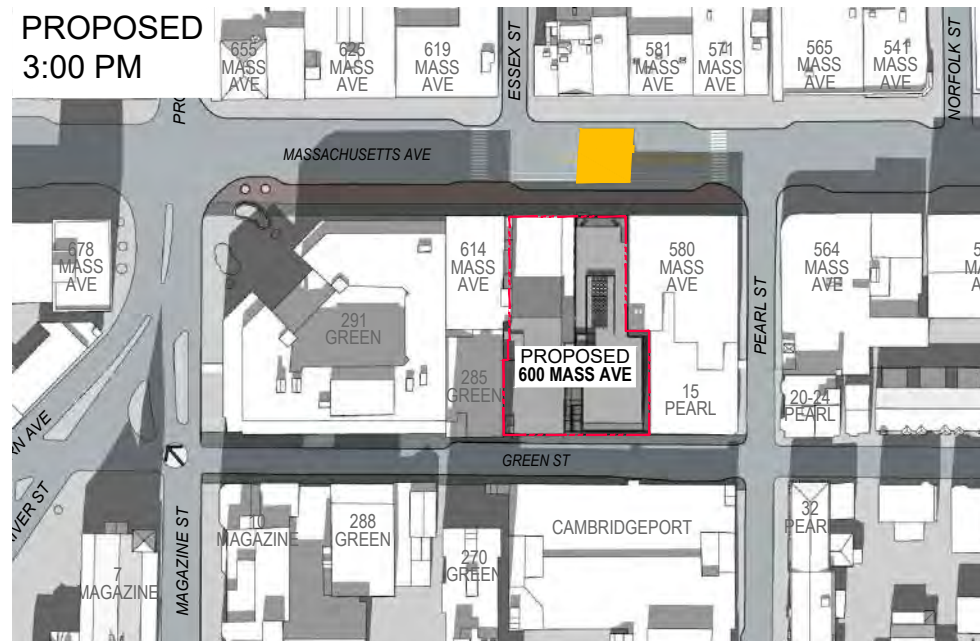 PROPOSED
3:00 PM
655
MASS
AVE
625
MASS
AVE
619
MASS
AVE
ESSEX ST
581
MASS
AVE
571
MASS
AVE
565
MASS
AVE
541
MASS
AVE
NORFOLK ST
MASSACHUSETTS AVE
678
MASS
AVE
614
MASS
AVE
580
MASS
AVE
564
MASS
AVE
291
GREEN
285
GREEN
PROPOSED
600 MASS AVE
15
PEARL
PEARL ST
20-24
PEARL
GREEN ST
MAGAZINE ST
10
MAGAZINE
288
GREEN
270
GREEN
CAMBRIDGEPORT
32
PEARL
7
MAGAZINE